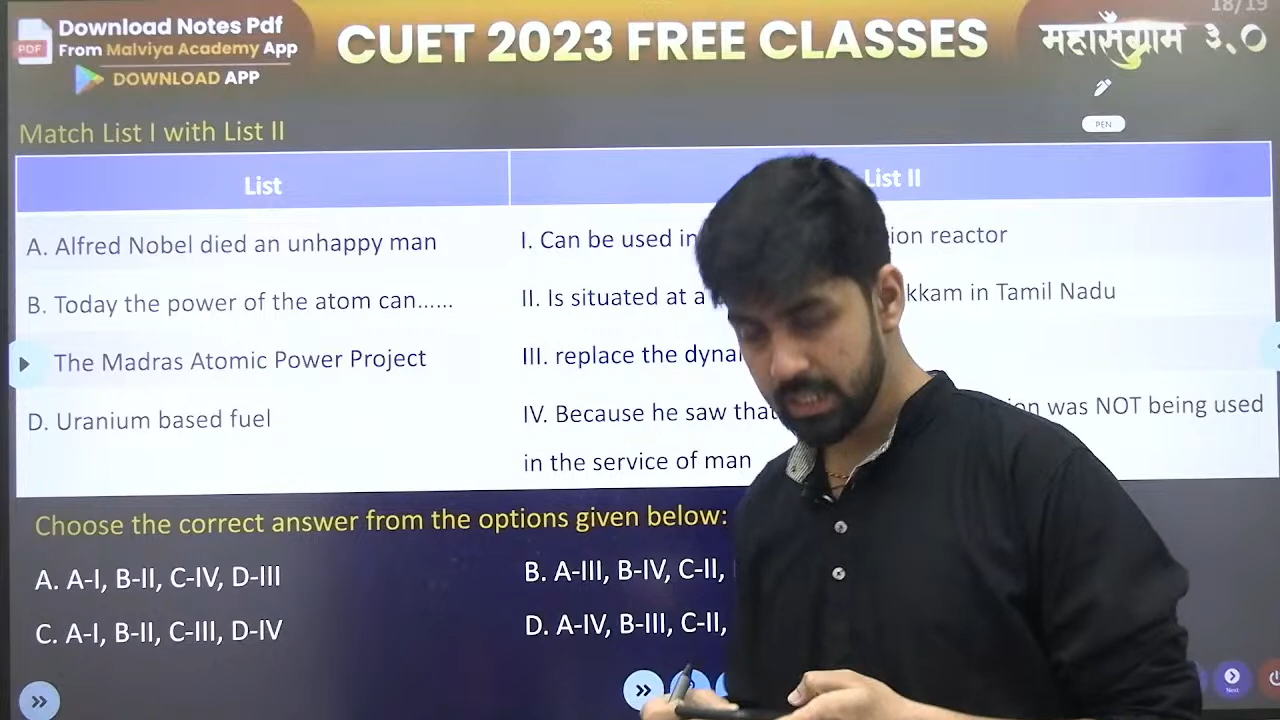 18/19
Download Notes Pdf
PDF
From Malviya Academy App
DOWNLOAD APP
CUET 2023 FREE CLASSES
महासँग्राम ३.०
PEN
Match List I with List II
List
List II
A. Alfred Nobel died an unhappy man
I. Can be used in ion reactor
B. Today the power of the atom can......
II. Is situated at a kkam in Tamil Nadu
The Madras Atomic Power Project
III. replace the
D. Uranium based fuel
IV. Because he saw that was NOT being used
in the service of man
Choose the correct answer from the options given below:
A. A-I, B-II, C-IV, D-III
B. A-III, B-IV, C-II,
C. A-I, B-II, C-III, D-IV
D. A-IV, B-III, C-II,
Next